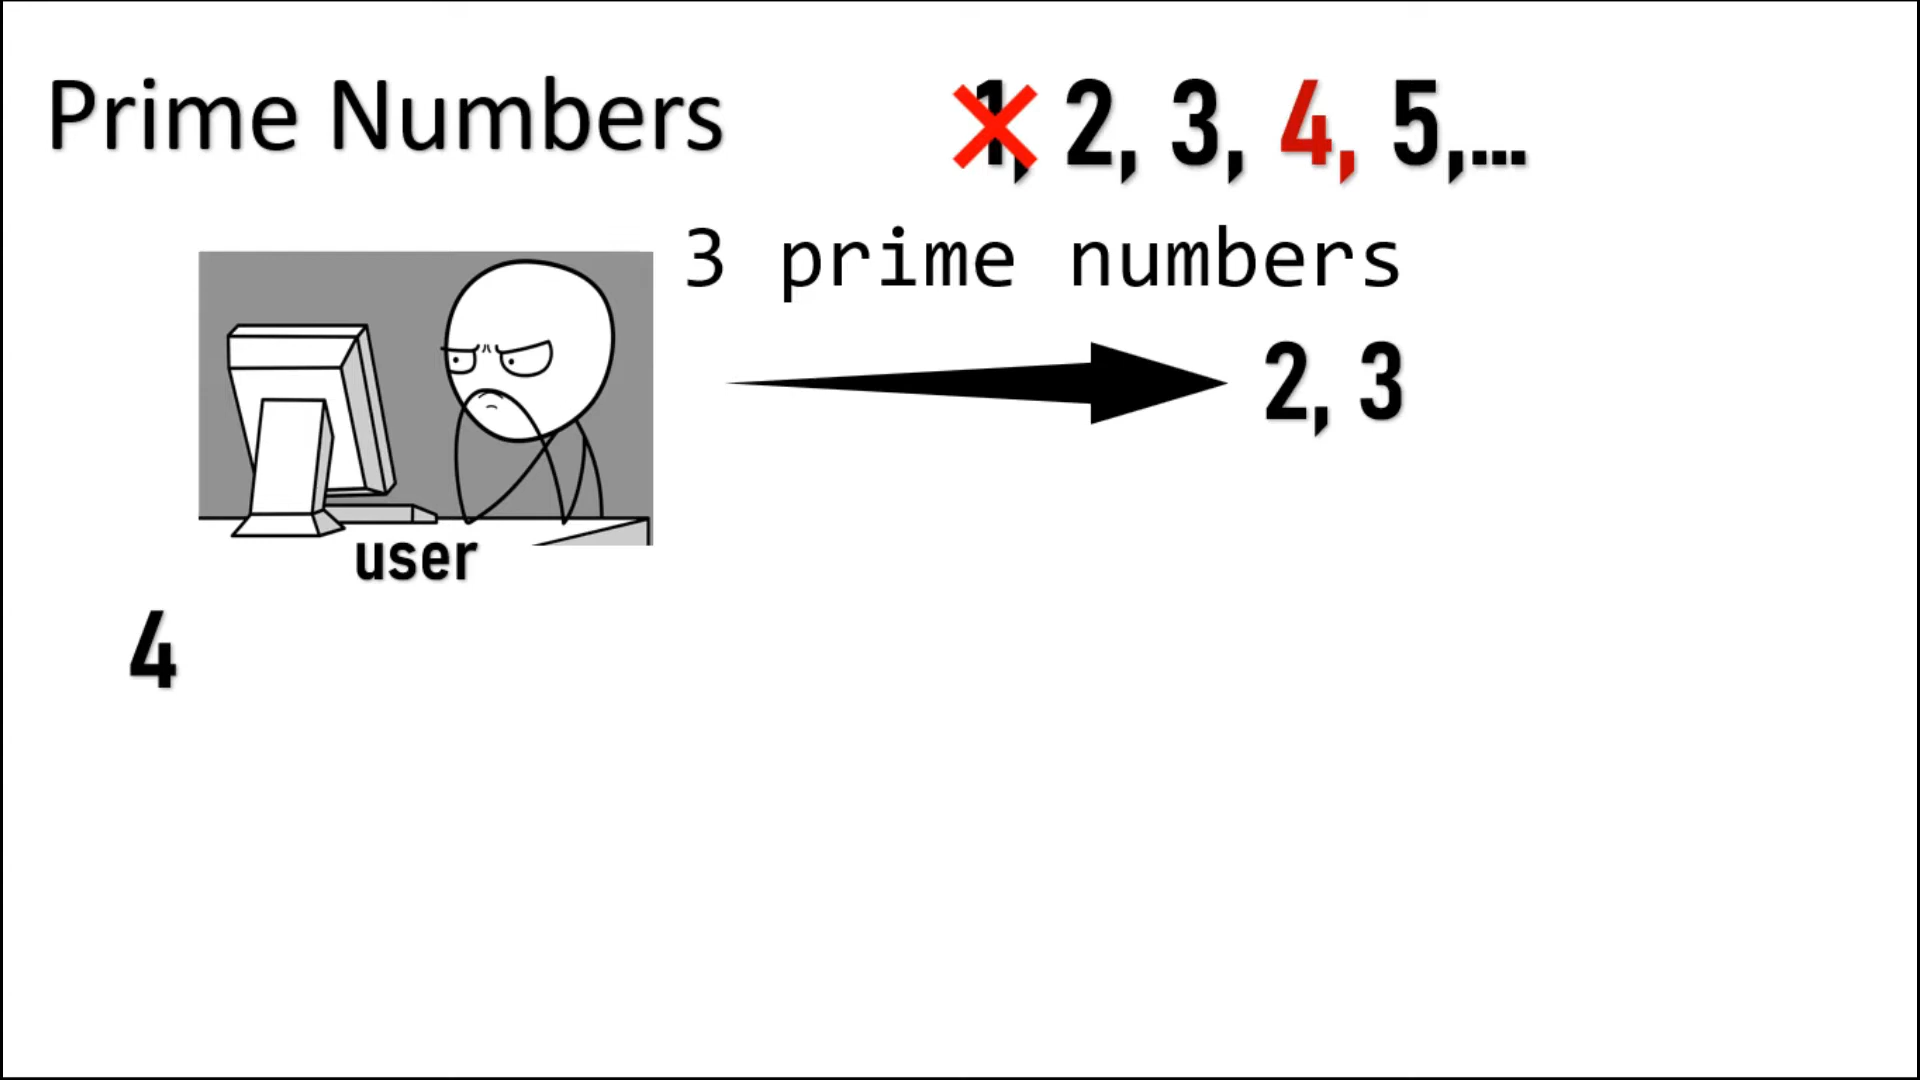 Prime Numbers
1, 2, 3, 4, 5,...
3 prime numbers
2, 3
user
4